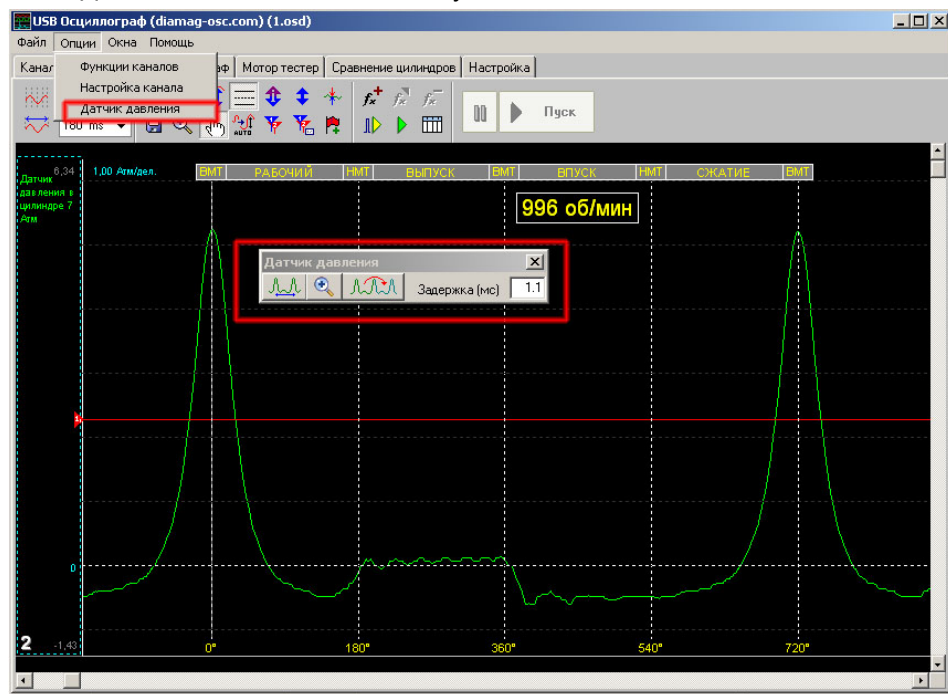 USB Осциллограф (diamag-osc.com) (1.osd)
Файл Опции Окна Помощь
Функции каналов
Настройка канала
Датчик давления
Мотор тестер Сравнение цилиндров Настройка
180 ms
AUTO
Пуск
6,34
1,00 Атм/дел.
ВМТ РАБОЧИЙ НМТ ВЫПУСК ВМТ ВПУСК НМТ СЖАТИЕ ВМТ
Датчик
давления в
цилиндре 7
Атм
996 об/мин
Датчик давления
Задержка (мс) 1.1
0
2 -1,43
0° 180° 360° 540° 720°